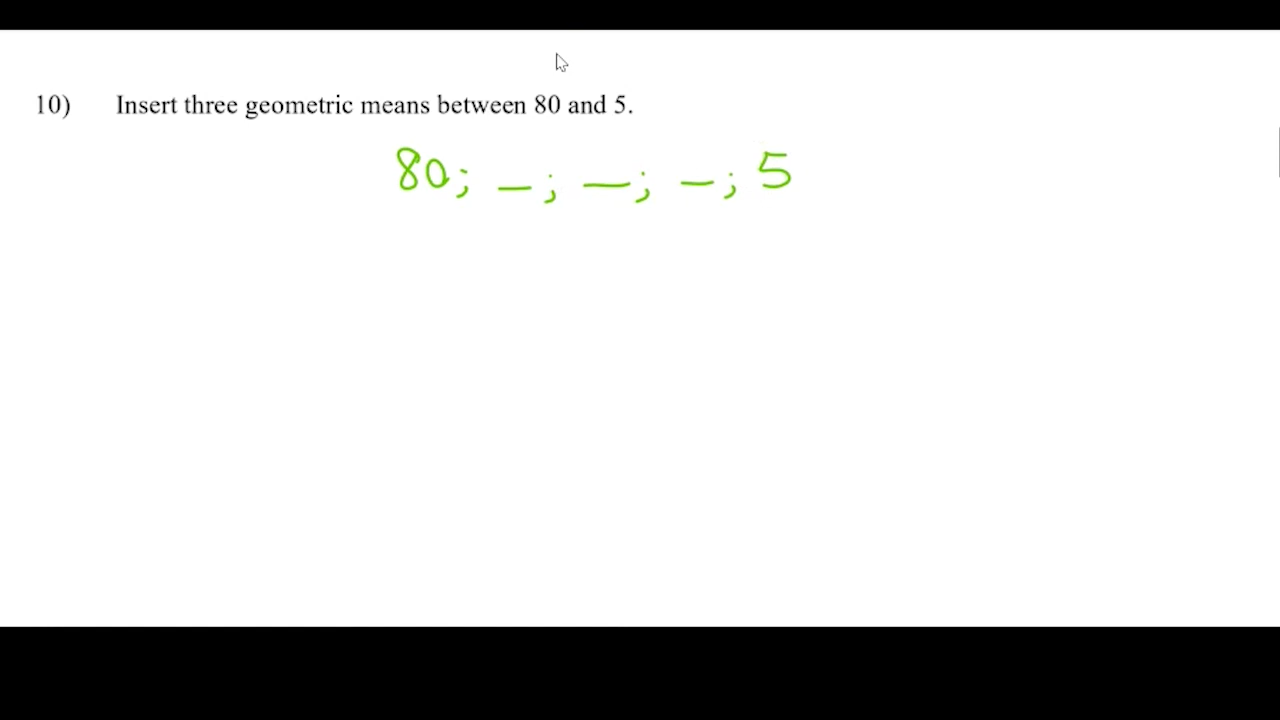 10) Insert three geometric means between 80 and 5.
80; _; _; _; 5